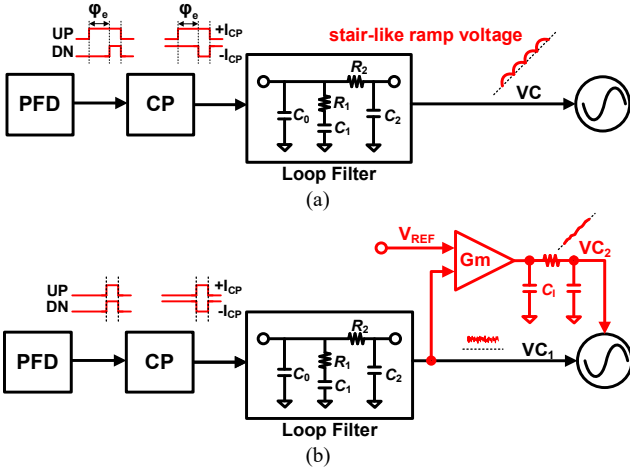 φe φe
UP +ICP
DN -ICP
stair-like ramp voltage
PFD CP R2 VC
R1
C0 C1 C2
Loop Filter
(a)
VREF
Gm VC2
UP +ICP
DN -ICP
CI
PFD CP R2 VC1
R1
C0 C1 C2
Loop Filter
(b)